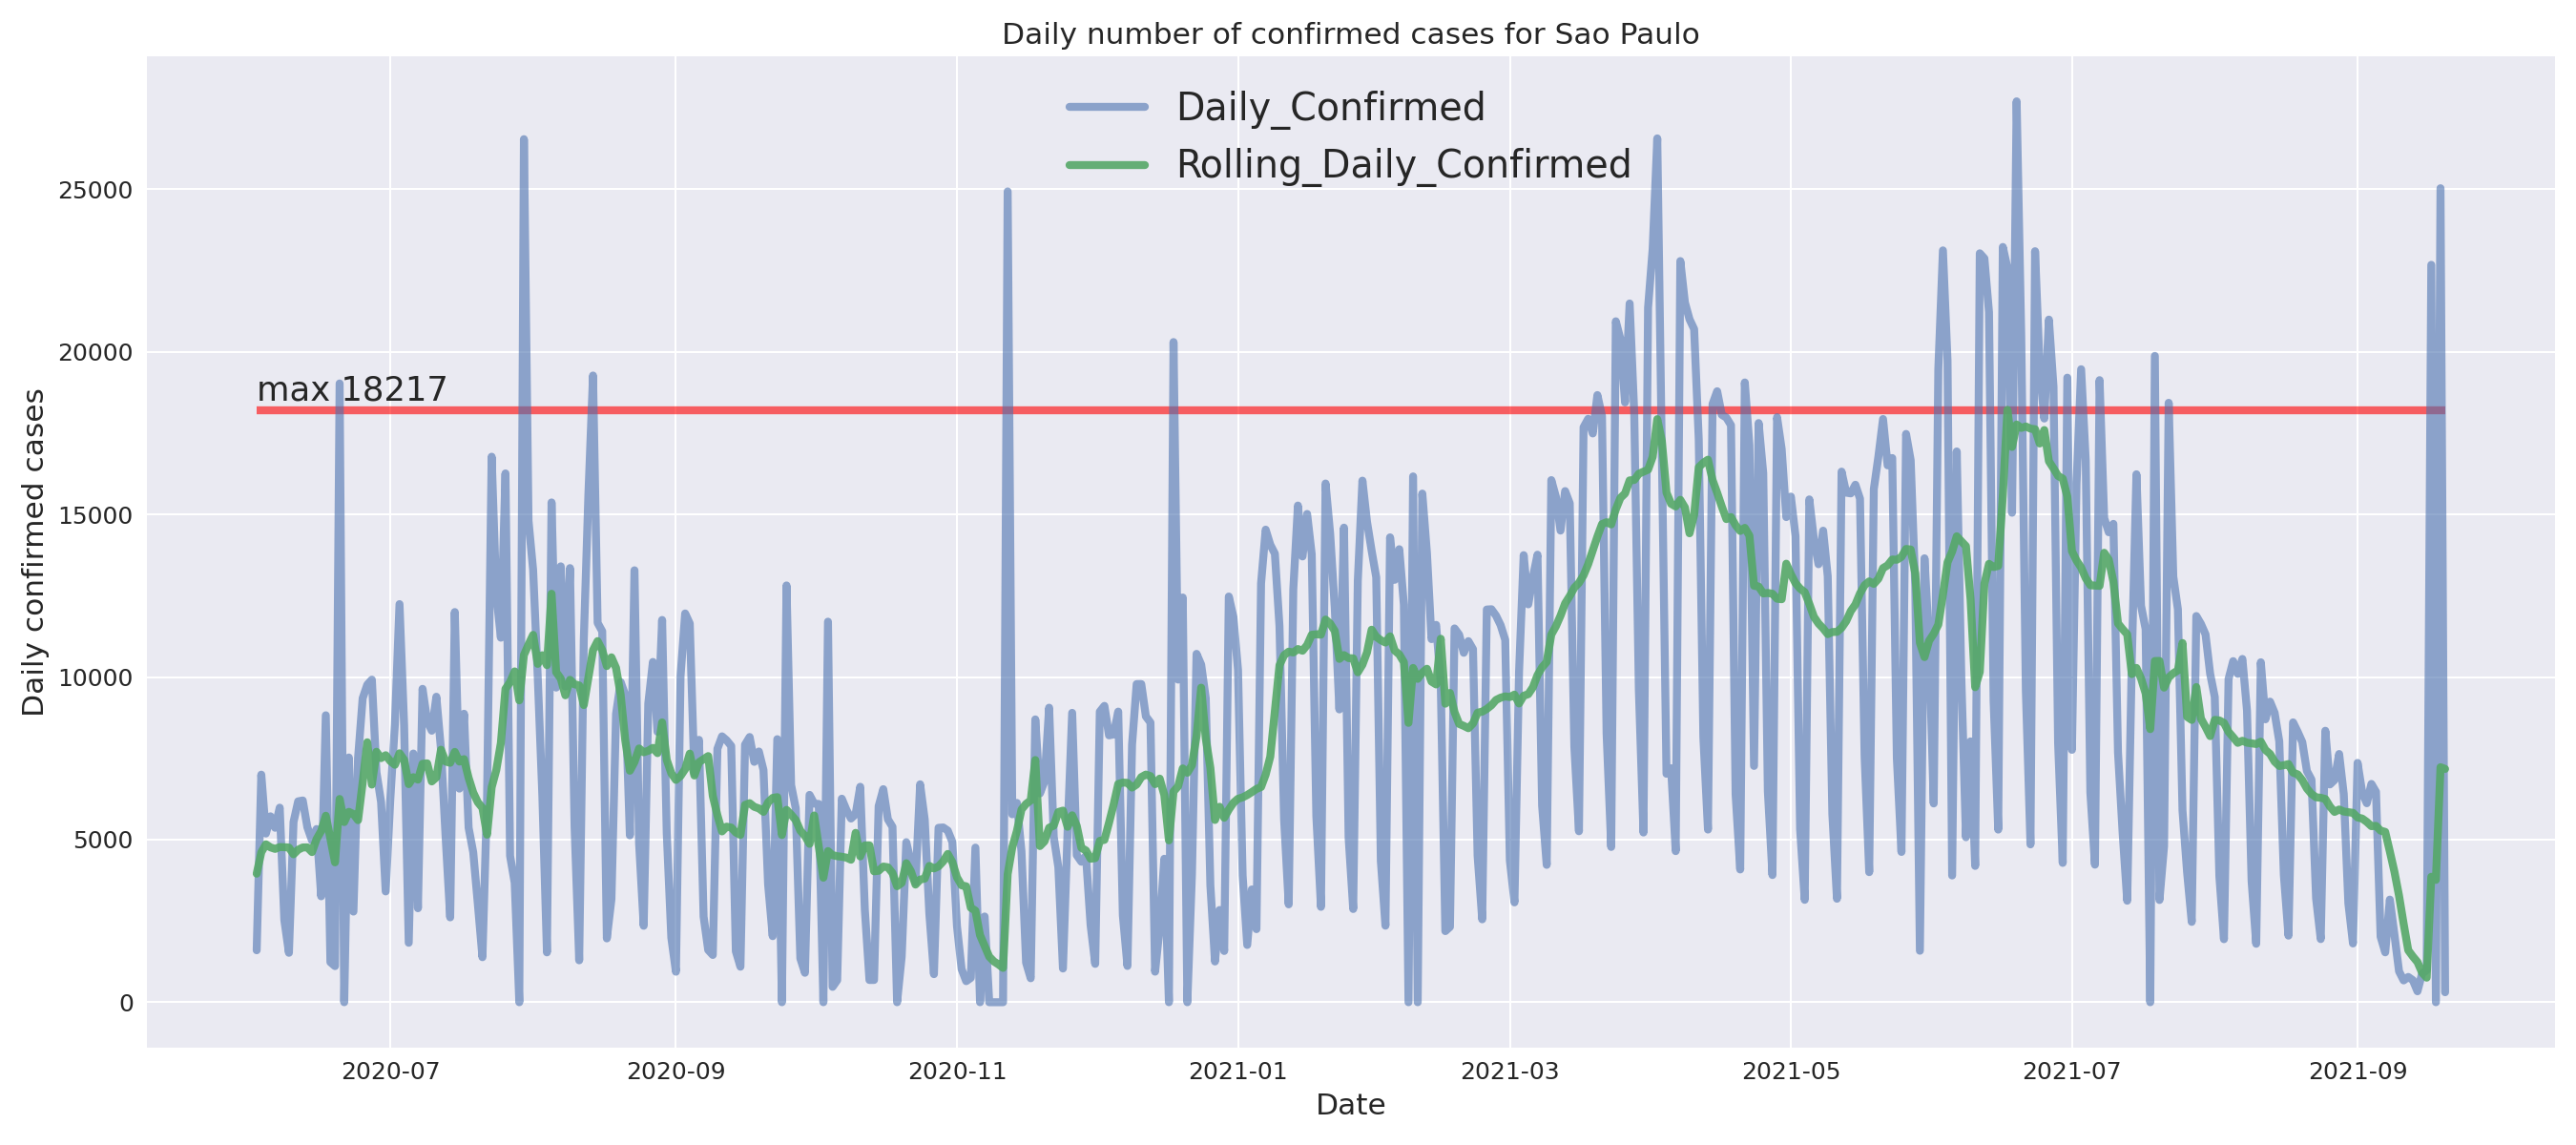 Daily number of confirmed cases for Sao Paulo
Daily_Confirmed
Rolling_Daily_Confirmed
25000
20000
max 18217
15000
10000
5000
0
Daily confirmed cases
2020-07 2020-09 2020-11 2021-01 2021-03 2021-05 2021-07 2021-09
Date